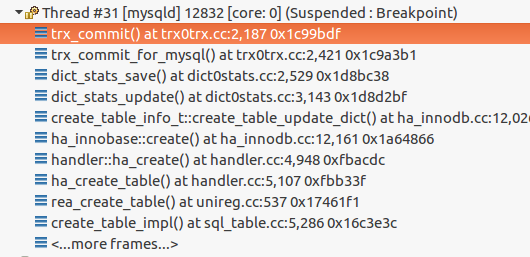 Thread #31 [mysqld] 12832 [core: 0] (Suspended : Breakpoint)
trx_commit() at trx0trx.cc:2,187 0x1c99bdf
trx_commit_for_mysql() at trx0trx.cc:2,421 0x1c9a3b1
dict_stats_save() at dict0stats.cc:2,529 0x1d8bc38
dict_stats_update() at dict0stats.cc:3,143 0x1d8d2bf
create_table_info_t::create_table_update_dict() at ha_innodb.cc:12,02
ha_innobase::create() at ha_innodb.cc:12,161 0x1a64866
handler::ha_create() at handler.cc:4,948 0xfbacdc
ha_create_table() at handler.cc:5,107 0xfbb33f
rea_create_table() at unireg.cc:537 0x17461f1
create_table_impl() at sql_table.cc:5,286 0x16c3e3c
<...more frames...>